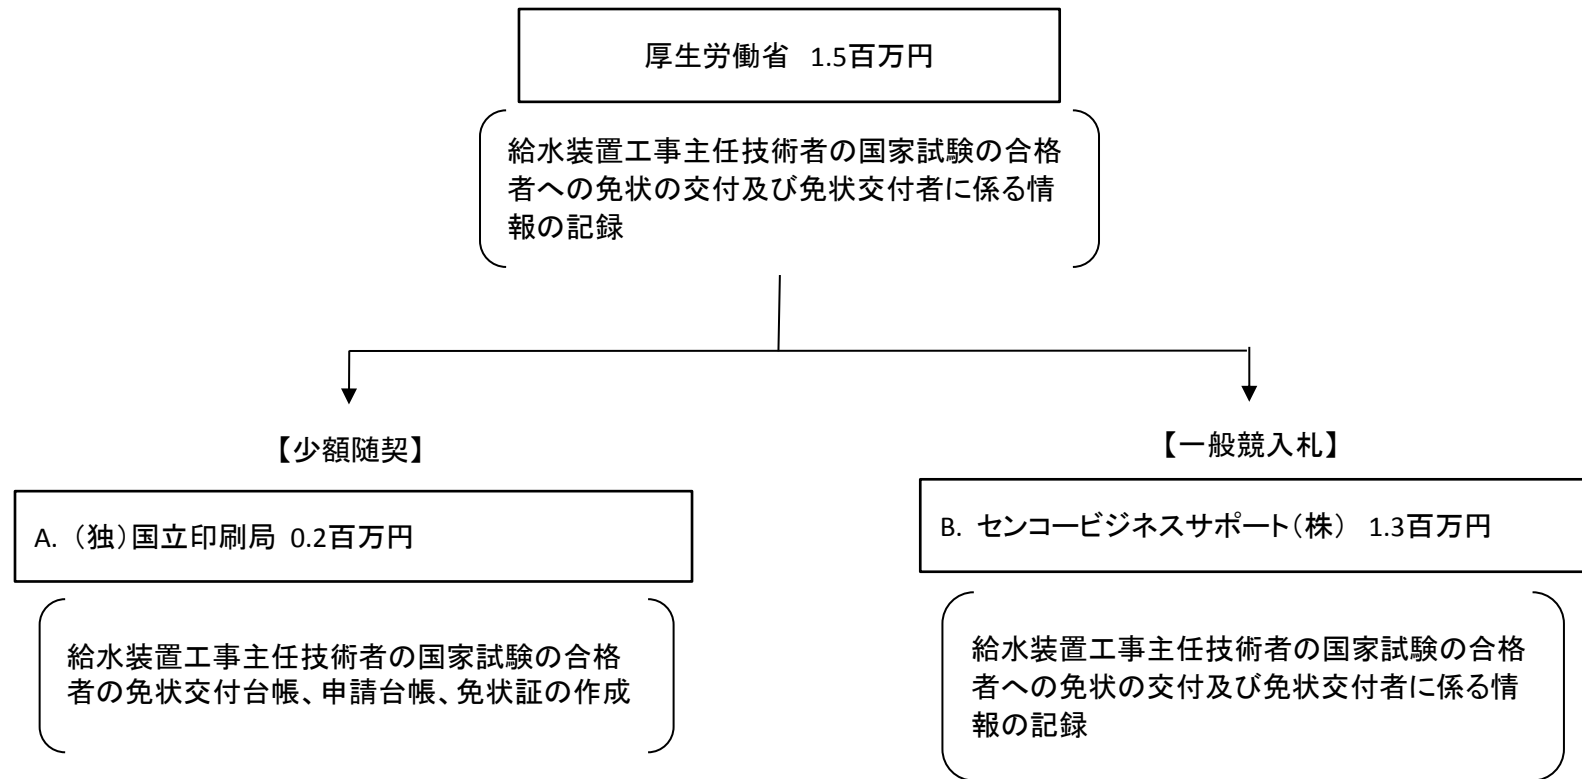 厚生労働省 1.5百万円
給水装置工事主任技術者の国家試験の合格
者への免状の交付及び免状交付者に係る情
報の記録
【少額随契】
A. （独）国立印刷局 0.2百万円
給水装置工事主任技術者の国家試験の合格
者の免状交付台帳、申請台帳、免状証の作成
【一般競入札】
B. センコービジネスサポート（株） 1.3百万円
給水装置工事主任技術者の国家試験の合格
者への免状の交付及び免状交付者に係る情
報の記録